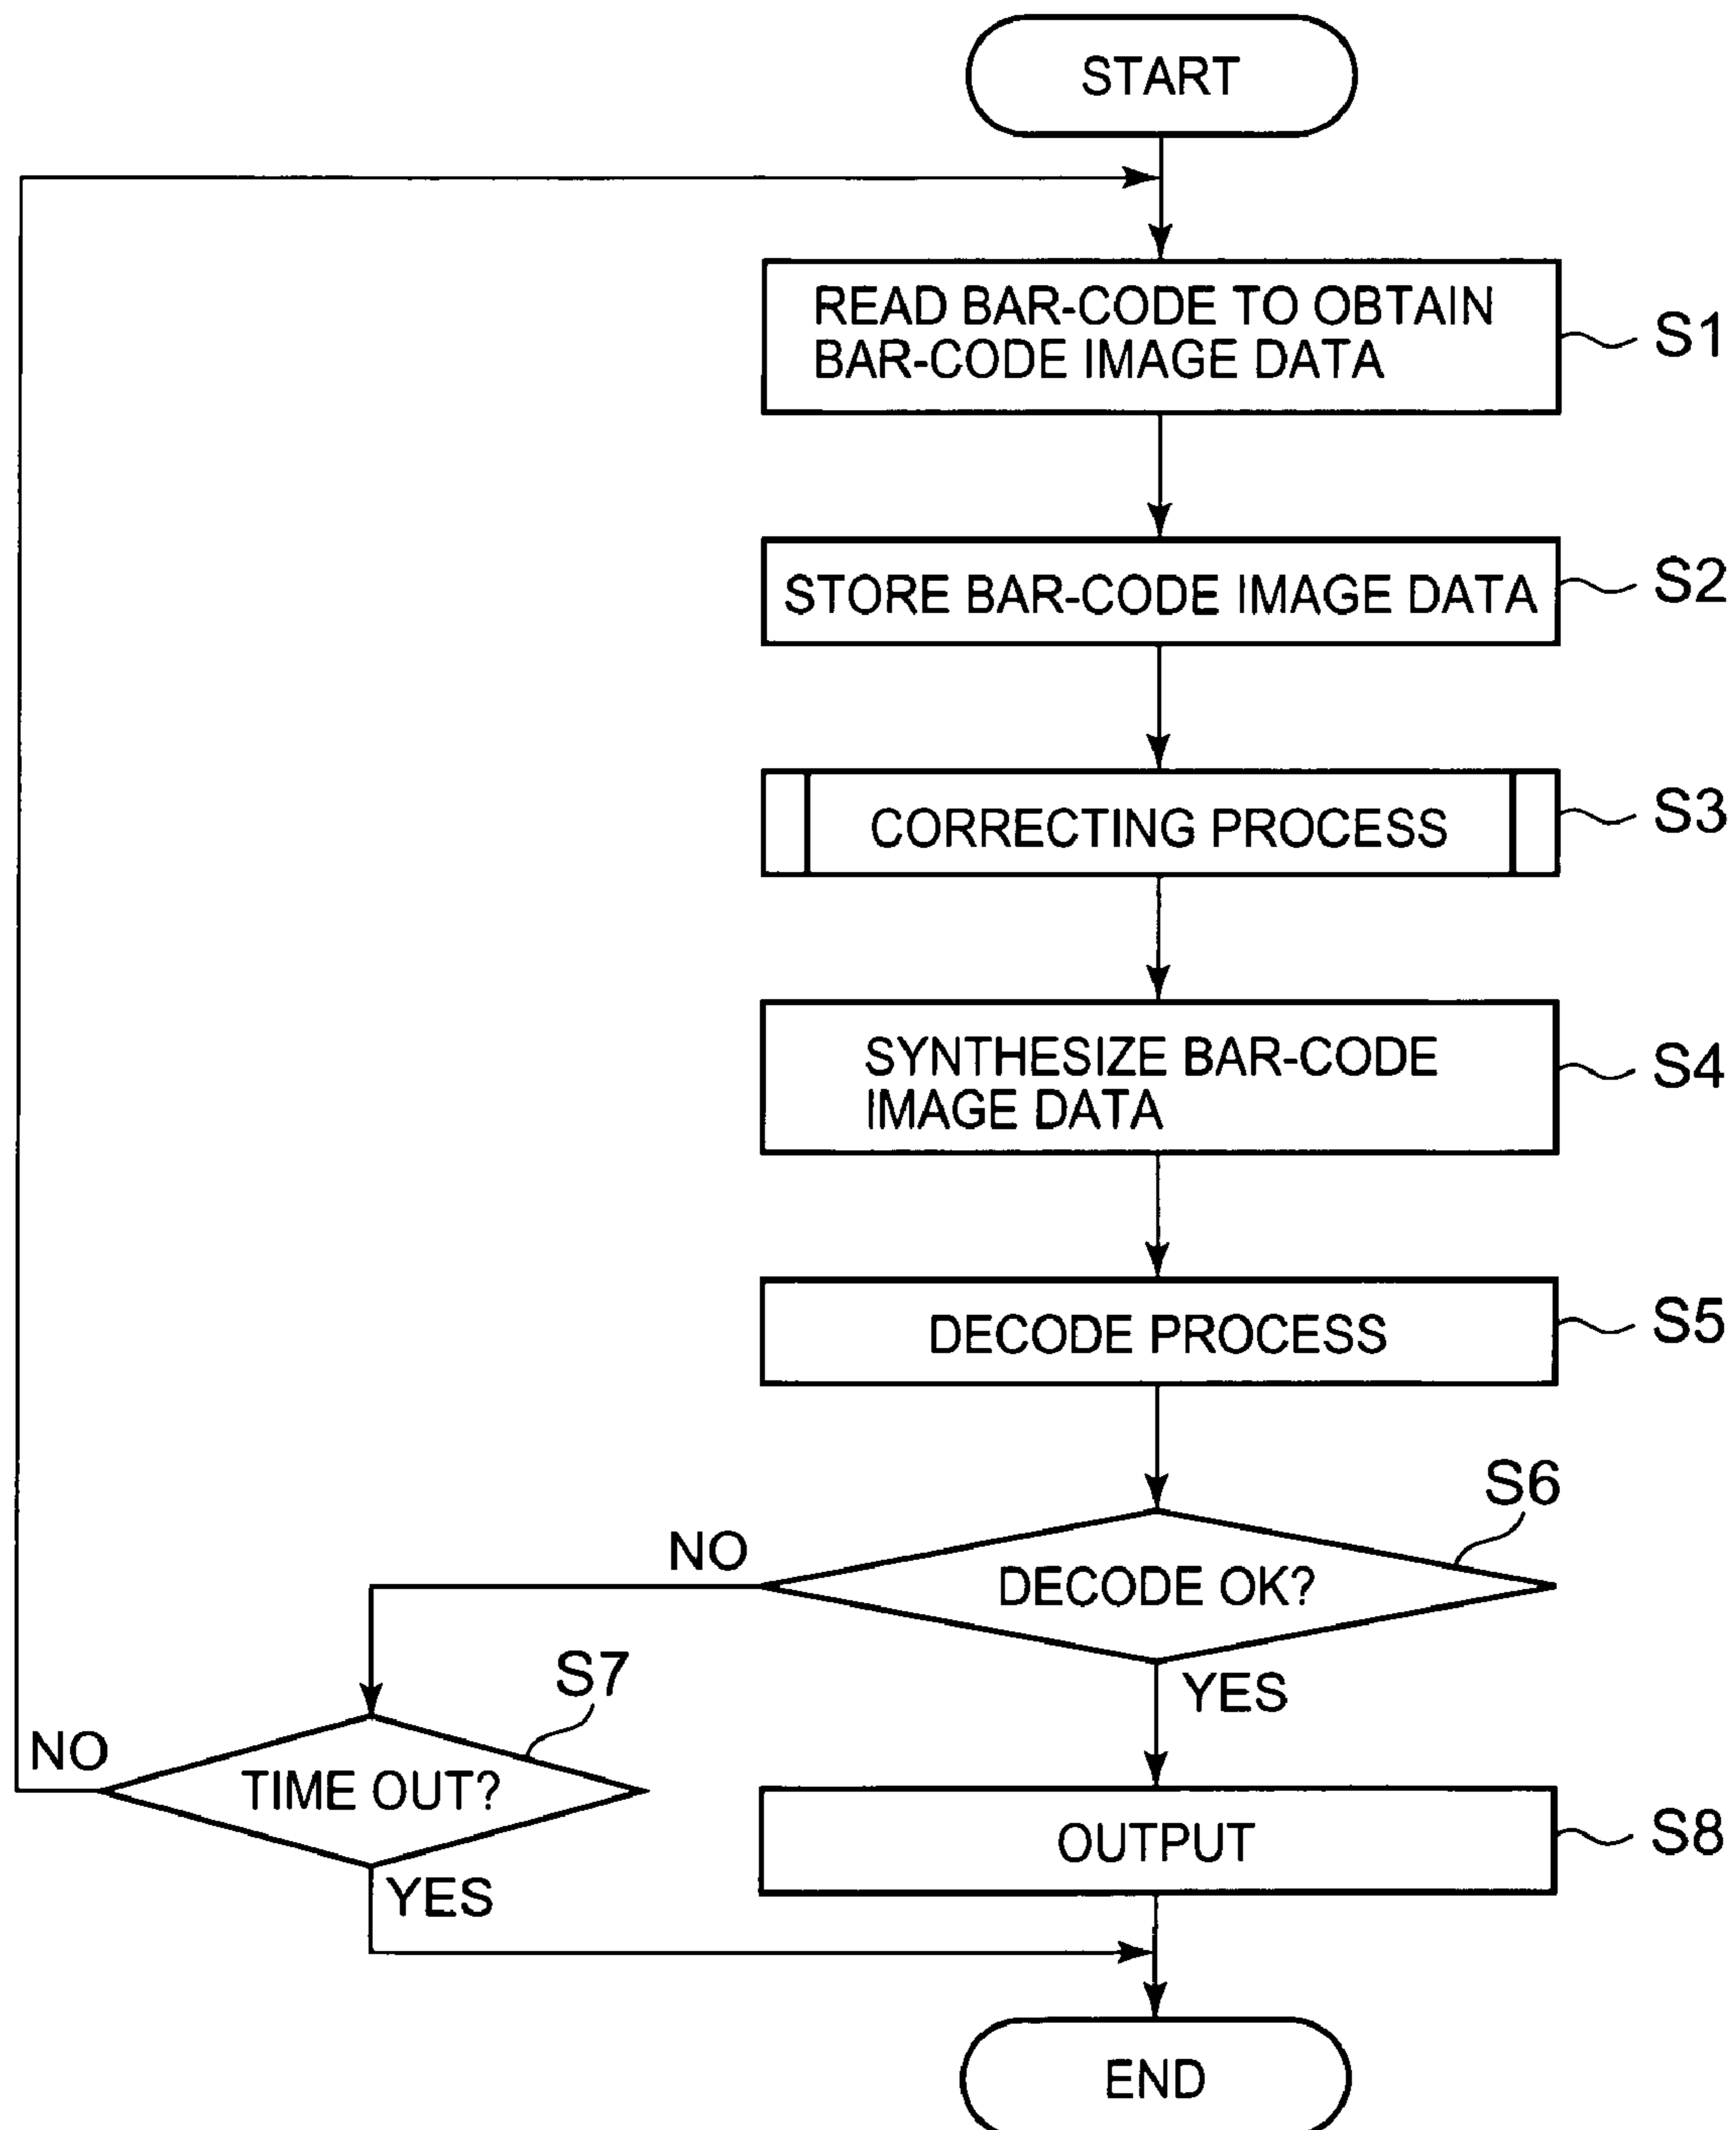 START
READ BAR-CODE TO OBTAIN
BAR-CODE IMAGE DATA
S1
STORE BAR-CODE IMAGE DATA
S2
CORRECTING PROCESS
S3
SYNTHESIZE BAR-CODE
IMAGE DATA
S4
DECODE PROCESS
S5
S6
NO
DECODE OK?
YES
S7
NO
TIME OUT?
YES
OUTPUT
S8
END